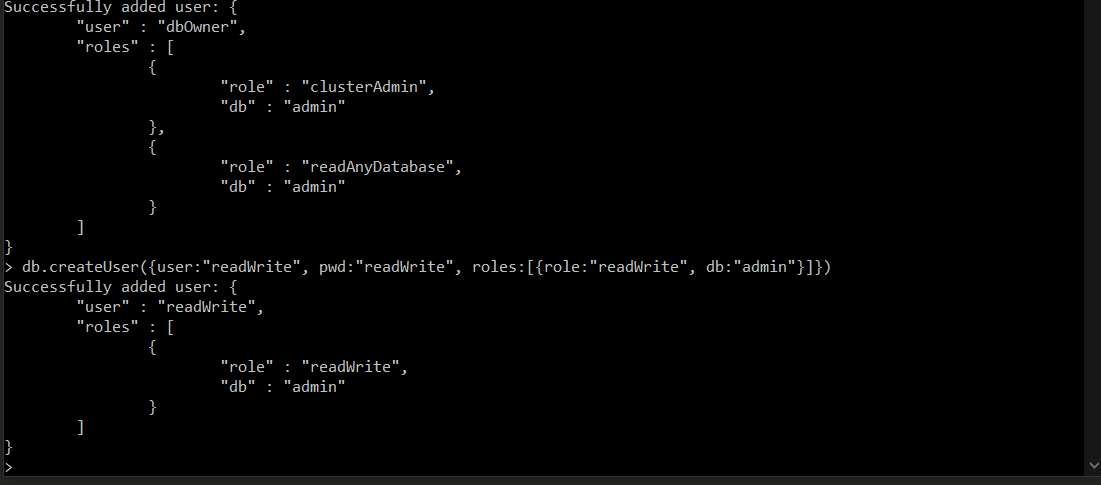 Successfully added user: {
        "user" : "dbOwner",
        "roles" : [
                {
                        "role" : "clusterAdmin",
                        "db" : "admin"
                },
                {
                        "role" : "readAnyDatabase",
                        "db" : "admin"
                }
        ]
}
> db.createUser({user:"readWrite", pwd:"readWrite", roles:[{role:"readWrite", db:"admin"}]})
Successfully added user: {
        "user" : "readWrite",
        "roles" : [
                {
                        "role" : "readWrite",
                        "db" : "admin"
                }
        ]
}
>